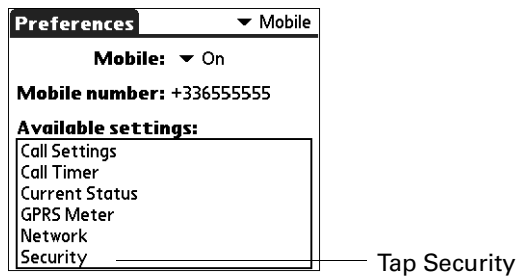 Preferences ▼ Mobile
Mobile: ▼ On
Mobile number: +336555555
Available settings:
Call Settings
Call Timer
Current Status
GPRS Meter
Network
Security
Tap Security